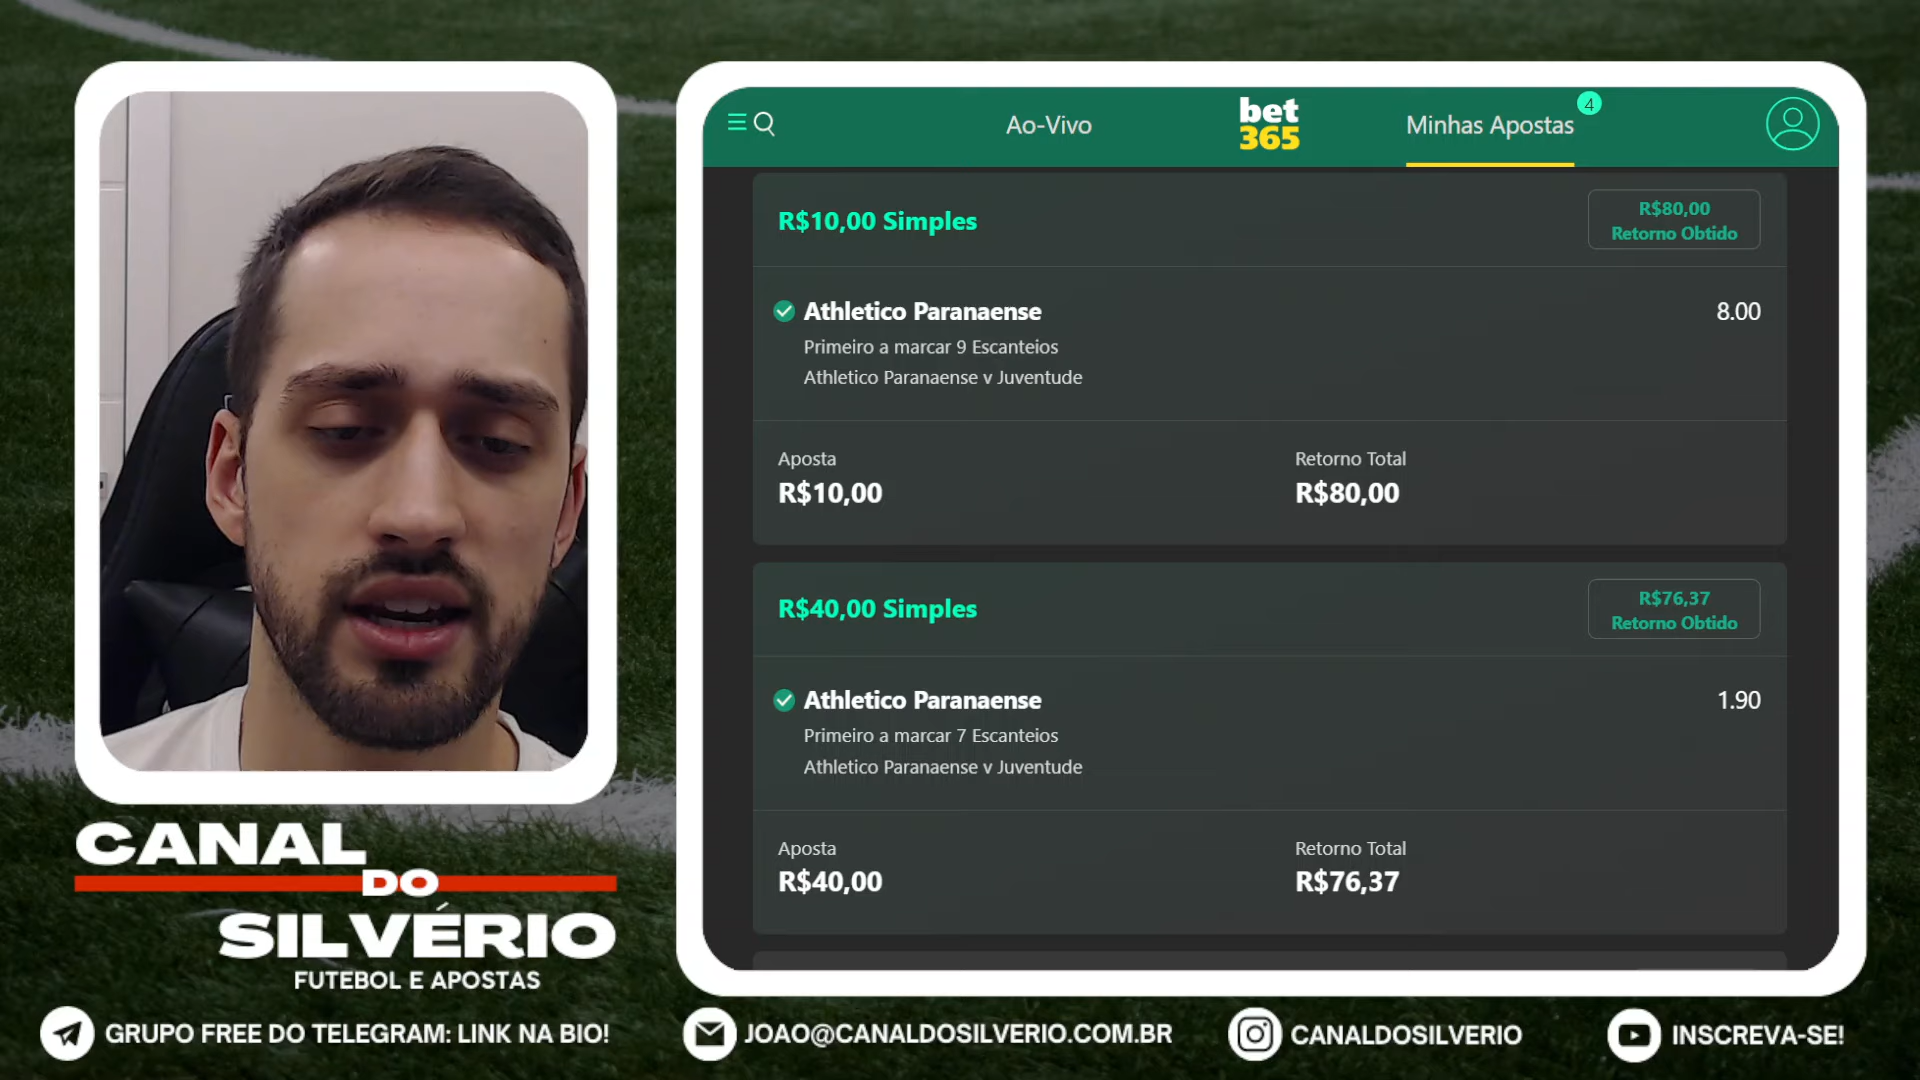 Ao-Vivo
bet
365
Minhas Apostas
4
R$10,00 Simples
R$80,00
Retorno Obtido
Athletico Paranaense
8.00
Primeiro a marcar 9 Escanteios
Athletico Paranaense v Juventude
Aposta
Retorno Total
R$10,00
R$80,00
R$40,00 Simples
R$76,37
Retorno Obtido
Athletico Paranaense
1.90
Primeiro a marcar 7 Escanteios
Athletico Paranaense v Juventude
Aposta
Retorno Total
R$40,00
R$76,37
CANAL
DO
SILVÉRIO
FUTEBOL E APOSTAS
GRUPO FREE DO TELEGRAM: LINK NA BIO!
JOAO@CANALDOSILVERIO.COM.BR
CANALDOSILVERIO
INSCREVA-SE!